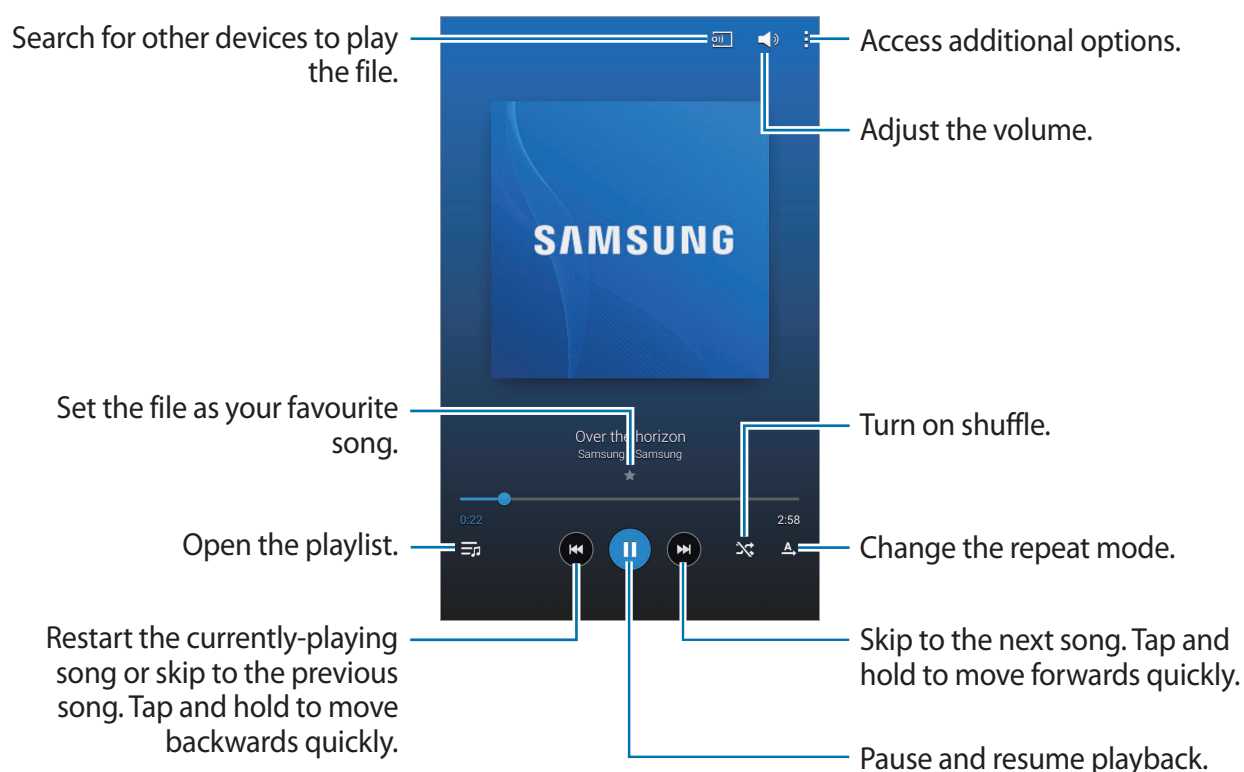 Search for other devices to play
the file.
Access additional options.
Adjust the volume.
SAMSUNG
Set the file as your favourite
song.
Over the horizon
Samsung Samsung
Turn on shuffle.
0:22
2:58
Open the playlist.
A
Change the repeat mode.
Restart the currently-playing
song or skip to the previous
song. Tap and hold to move
backwards quickly.
Skip to the next song. Tap and
hold to move forwards quickly.
Pause and resume playback.